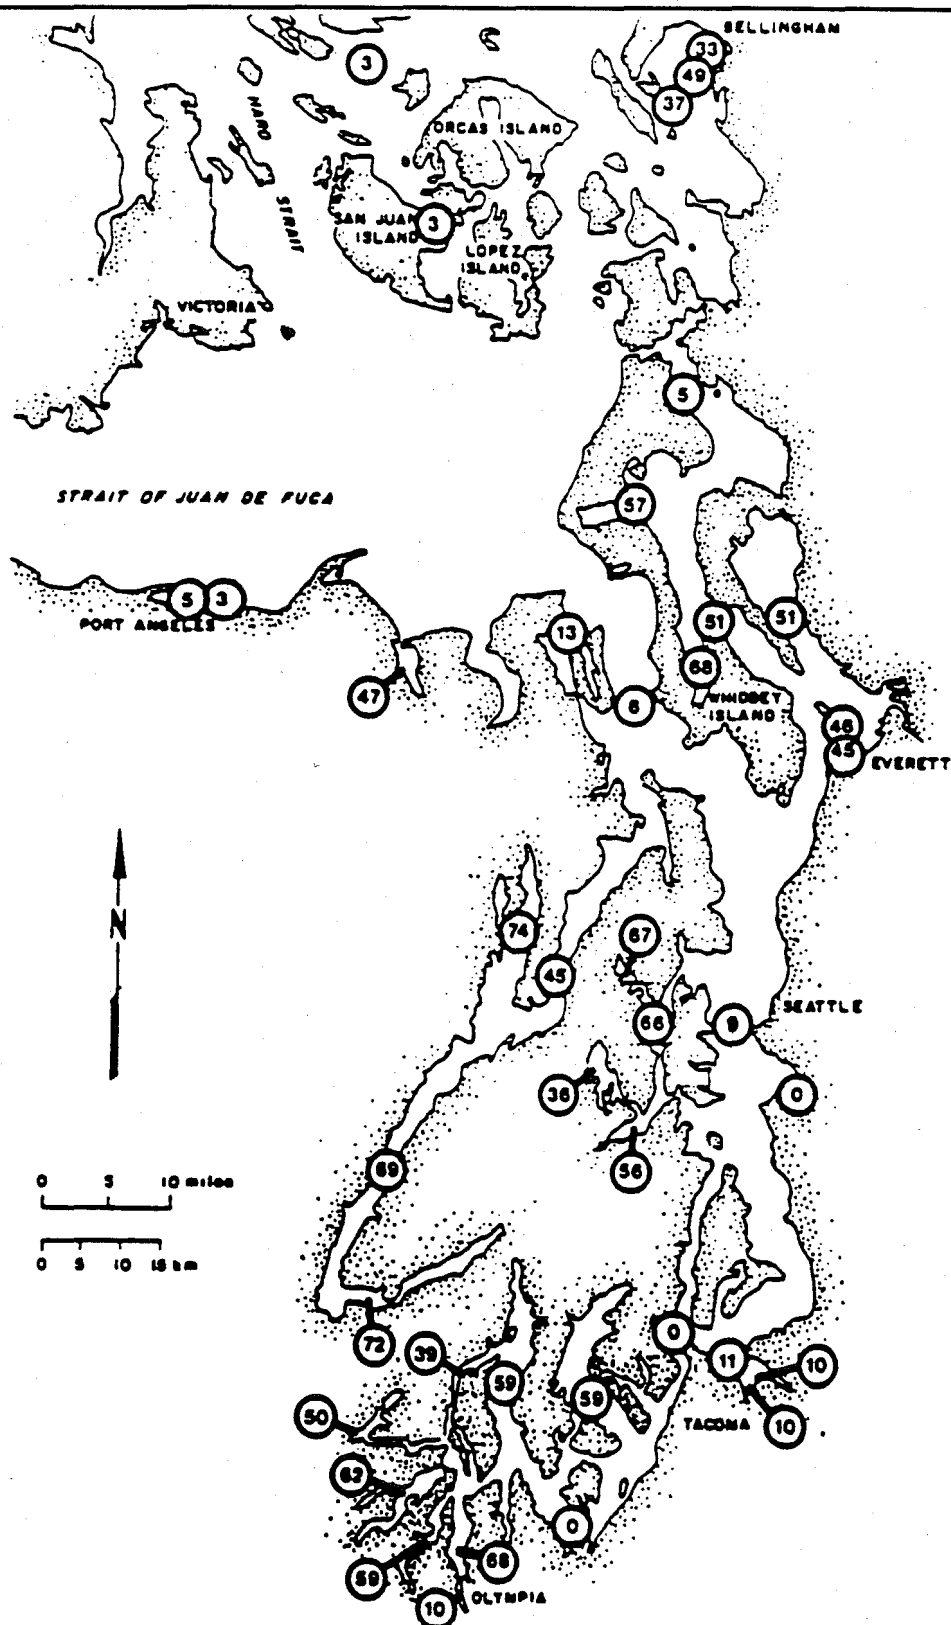 BELLINGHAM
33
3
49
37
HARO
STRAIT
ORCAS ISLAND
SAN JUAN
ISLAND
3
LOPEZ
ISLAND
VICTORIA
5
STRAIT OF JUAN DE FUCA
57
5
3
PORT ANGELES
13
51
51
68
47
6
WHIDBEY
ISLAND
46
45
EVERETT
N
74
67
45
SEATTLE
66
9
36
0
56
69
0 5 10 miles
0 5 10 15 km
0
72
39
11
10
59
59
50
TACOMA
10
62
0
68
59
OLYMPIA
10